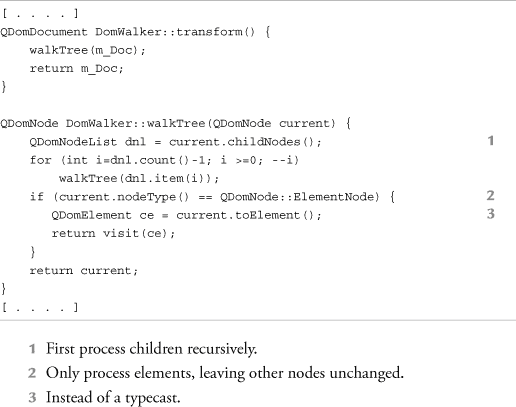 [ . . . . ]
QDomDocument DomWalker::transform() {
    walkTree(m_Doc);
    return m_Doc;
}

QDomNode DomWalker::walkTree(QDomNode current) {
    QDomNodeList dnl = current.childNodes(); 1
    for (int i=dnl.count()-1; i >=0; --i)
        walkTree(dnl.item(i));
    if (current.nodeType() == QDomNode::ElementNode) { 2
       QDomElement ce = current.toElement(); 3
       return visit(ce);
    }
    return current;
}
[ . . . . ]
1 First process children recursively.
2 Only process elements, leaving other nodes unchanged.
3 Instead of a typecast.